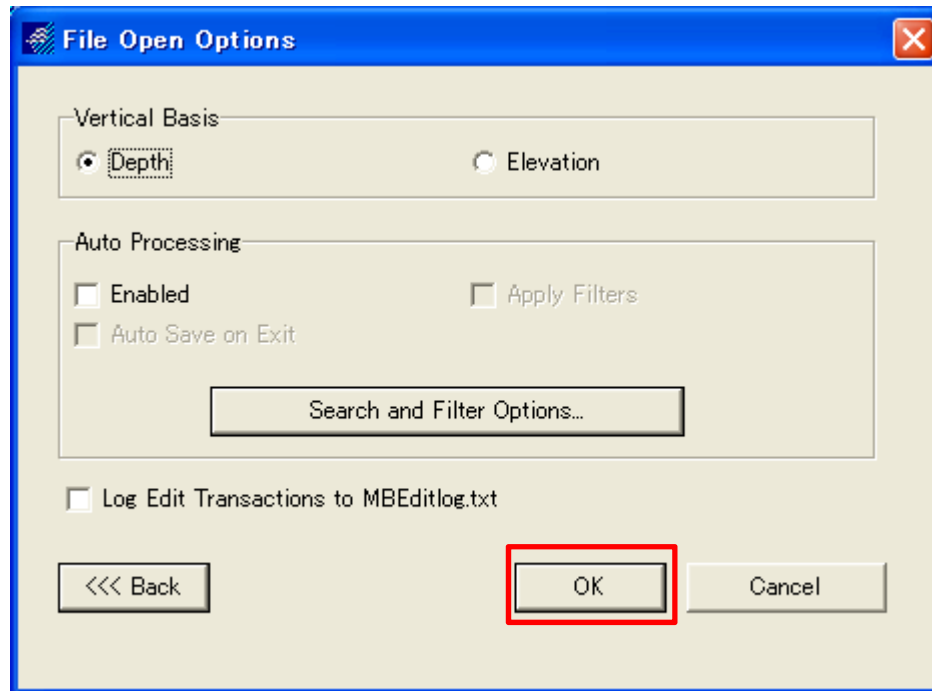 File Open Options
Vertical Basis
Depth Elevation
Auto Processing
Enabled Apply Filters
Auto Save on Exit
Search and Filter Options...
Log Edit Transactions to MBEditlog.txt
<<< Back OK Cancel